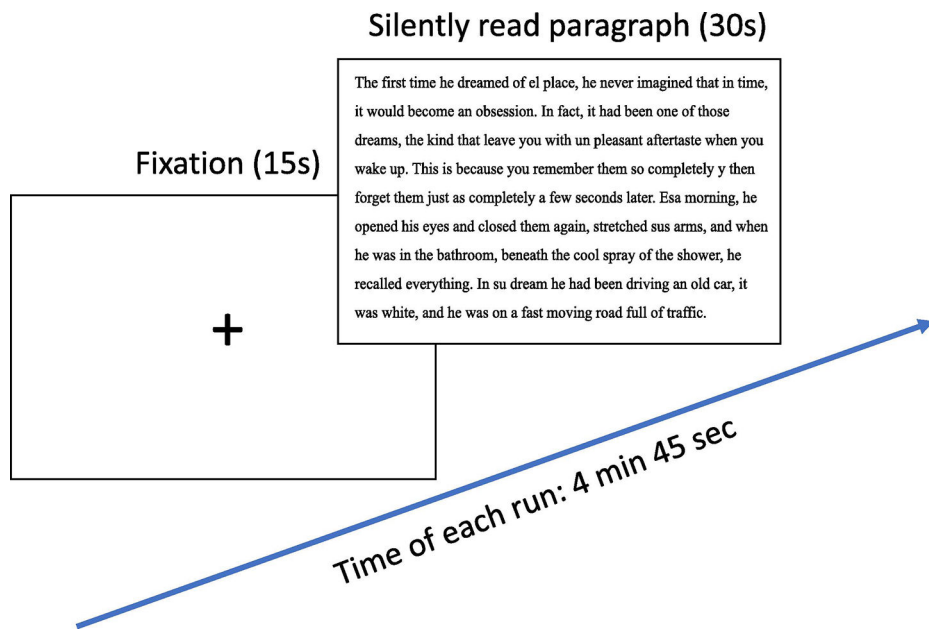 Silently read paragraph (30s)
The first time he dreamed of el place, he never imagined that in time,
it would become an obsession. In fact, it had been one of those
dreams, the kind that leave you with un pleasant aftertaste when you
wake up. This is because you remember them so completely y then
forget them just as completely a few seconds later. Esa morning, he
opened his eyes and closed them again, stretched sus arms, and when
he was in the bathroom, beneath the cool spray of the shower, he
recalled everything. In su dream he had been driving an old car, it
was white, and he was on a fast moving road full of traffic.
Fixation (15s)
+
Time of each run: 4 min 45 sec